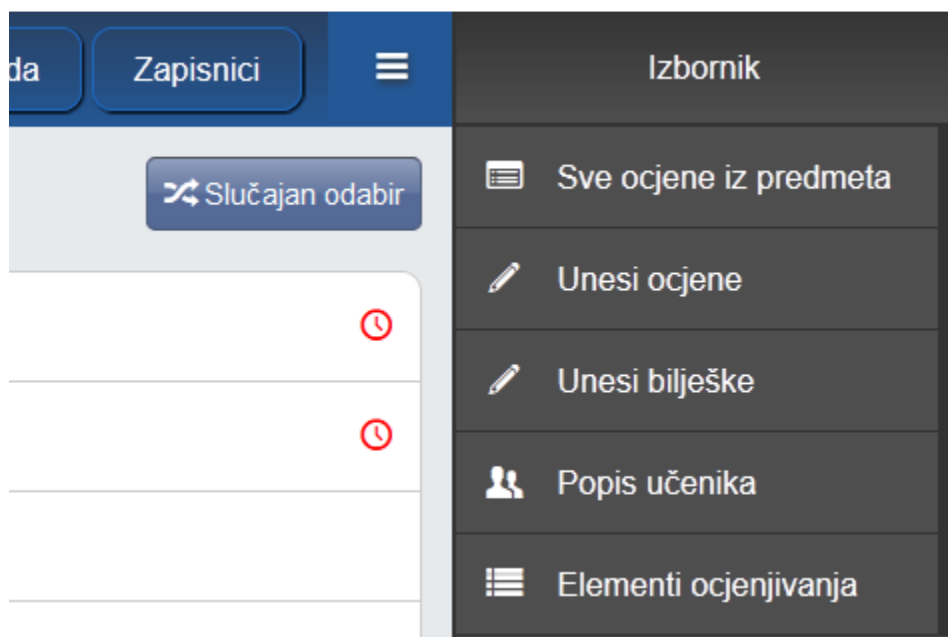 da
Zapisnici
Izbornik
Slučajan odabir
Sve ocjene iz predmeta
Unesi ocjene
Unesi bilješke
Popis učenika
Elementi ocjenjivanja